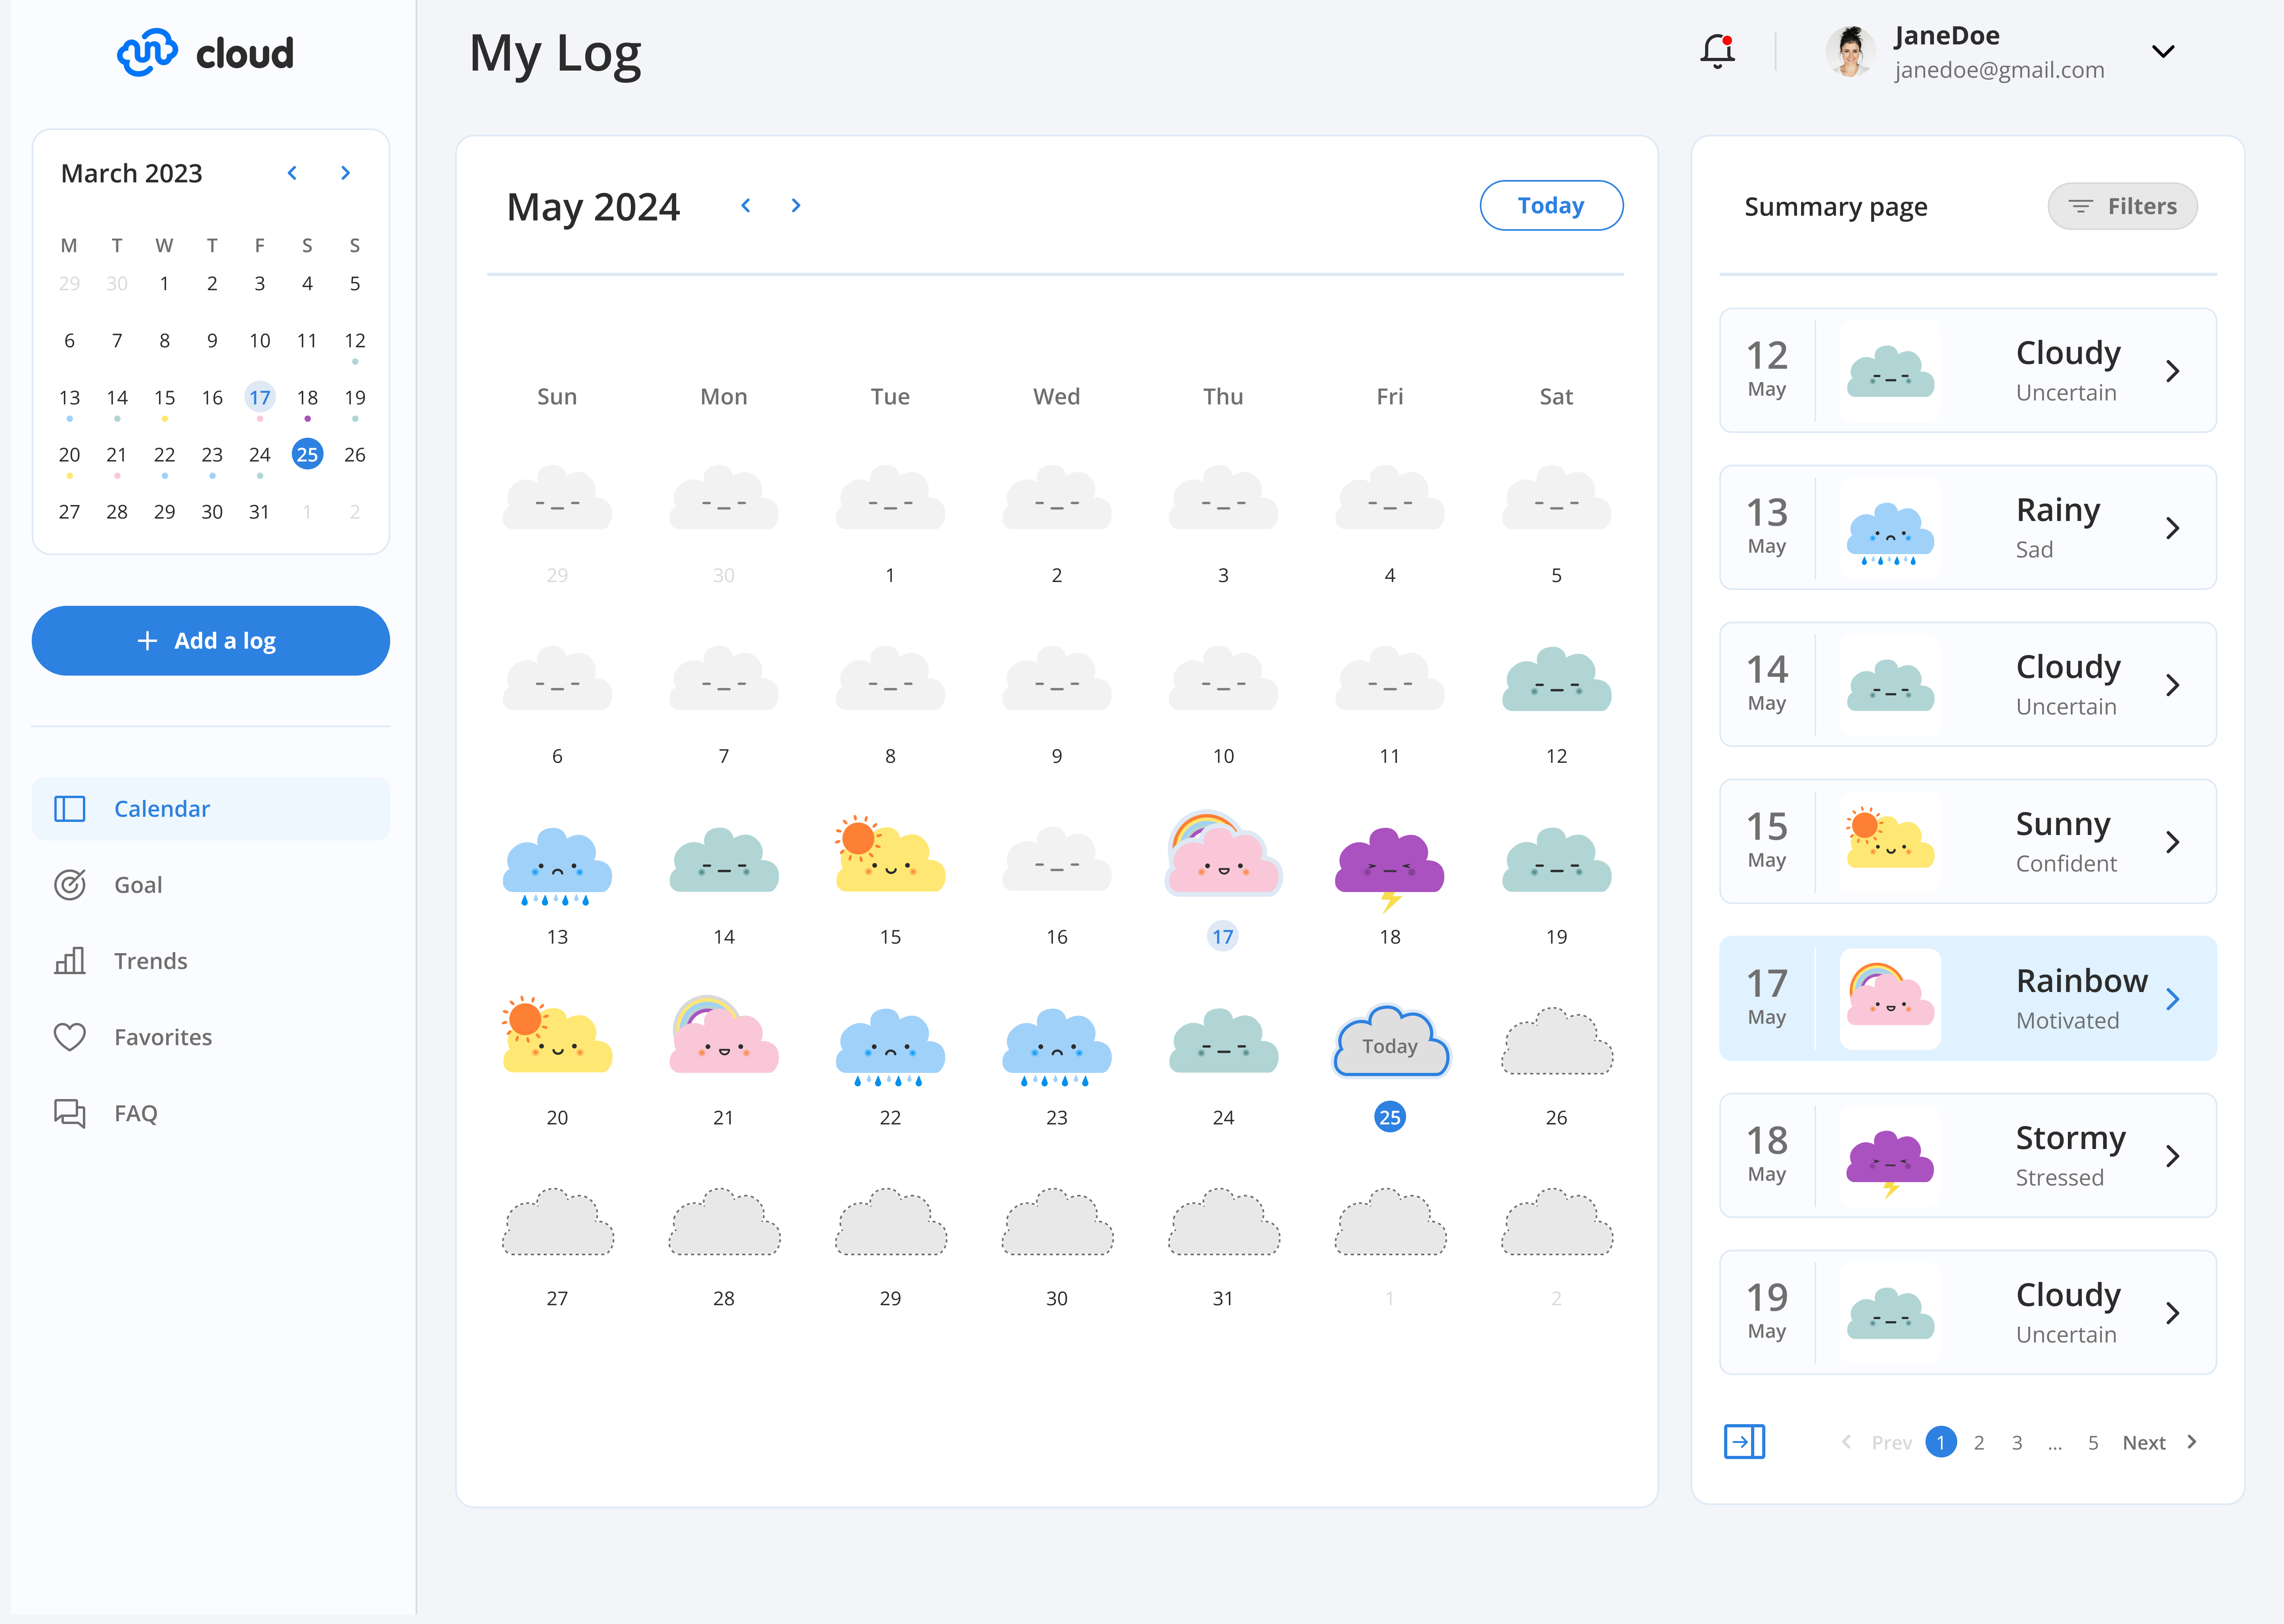 cloud
My Log
JaneDoe
janedoe@gmail.com
March 2023
M T W T F S S
29 30 1 2 3 4 5
6 7 8 9 10 11 12
13 14 15 16 17 18 19
20 21 22 23 24 25 26
27 28 29 30 31 1 2
Add a log
Calendar
Goal
Trends
Favorites
FAQ
May 2024
Today
Sun Mon Tue Wed Thu Fri Sat
29 30 1 2 3 4 5
6 7 8 9 10 11 12
13 14 15 16 17 18 19
Today
20 21 22 23 24 25 26
27 28 29 30 31 1 2
Summary page
Filters
12
May
Cloudy
Uncertain
13
May
Rainy
Sad
14
May
Cloudy
Uncertain
15
May
Sunny
Confident
17
May
Rainbow
Motivated
18
May
Stormy
Stressed
19
May
Cloudy
Uncertain
Prev 1 2 3 ... 5 Next